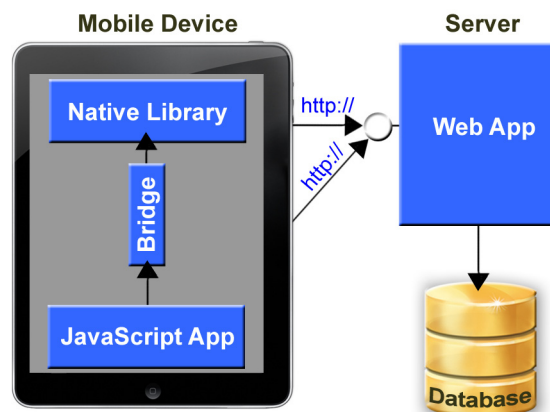 Mobile Device
Server
Native Library
http://
Web App
http://
Bridge
JavaScript App
Database